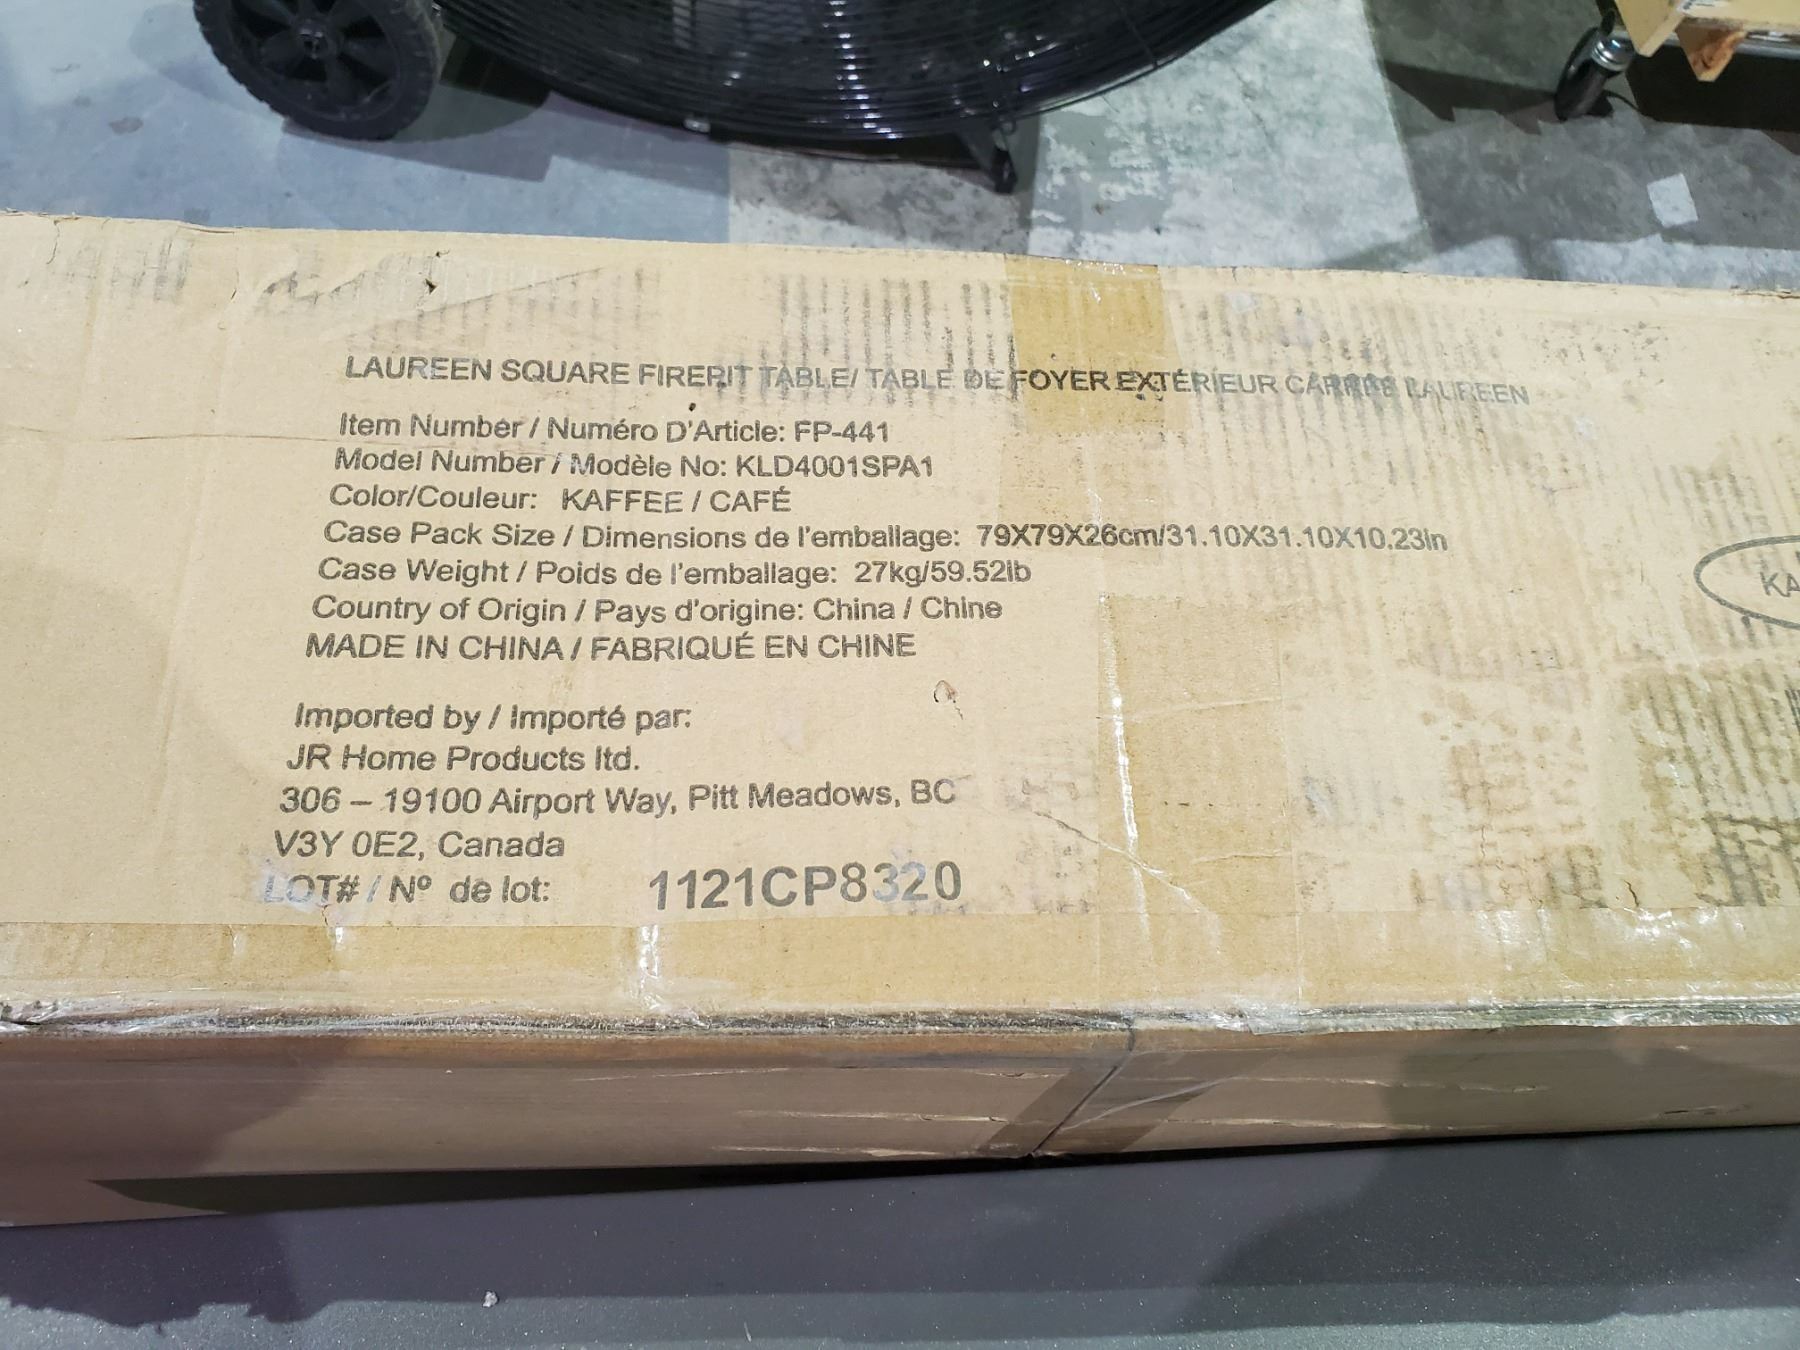 LAUREEN SQUARE FIREPIT TABLE/ TABLE DE FOYER EXTÉRIEUR CARRÉE LAUREEN
Item Number / Numéro D'Article: FP-441
Model Number / Modèle No: KLD4001SPA1
Color/Couleur: KAFFEE / CAFÉ
Case Pack Size / Dimensions de l'emballage: 79X79X26cm/31.10X31.10X10.23in
Case Weight / Poids de l'emballage: 27kg/59.52lb
Country of Origin / Pays d'origine: China / Chine
MADE IN CHINA / FABRIQUÉ EN CHINE
Imported by / Importé par:
JR Home Products ltd.
306 – 19100 Airport Way, Pitt Meadows, BC
V3Y 0E2, Canada
LOT# / Nº de lot: 1121CP8320